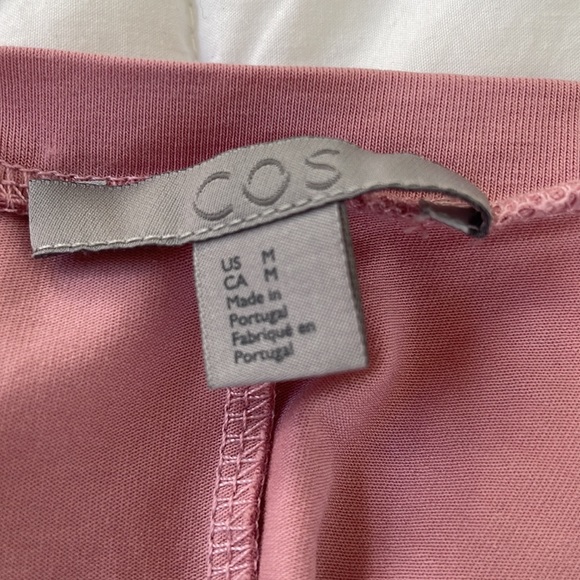 COS
US M
CA M
Made in
Portugal
Fabriqué en
Portugal